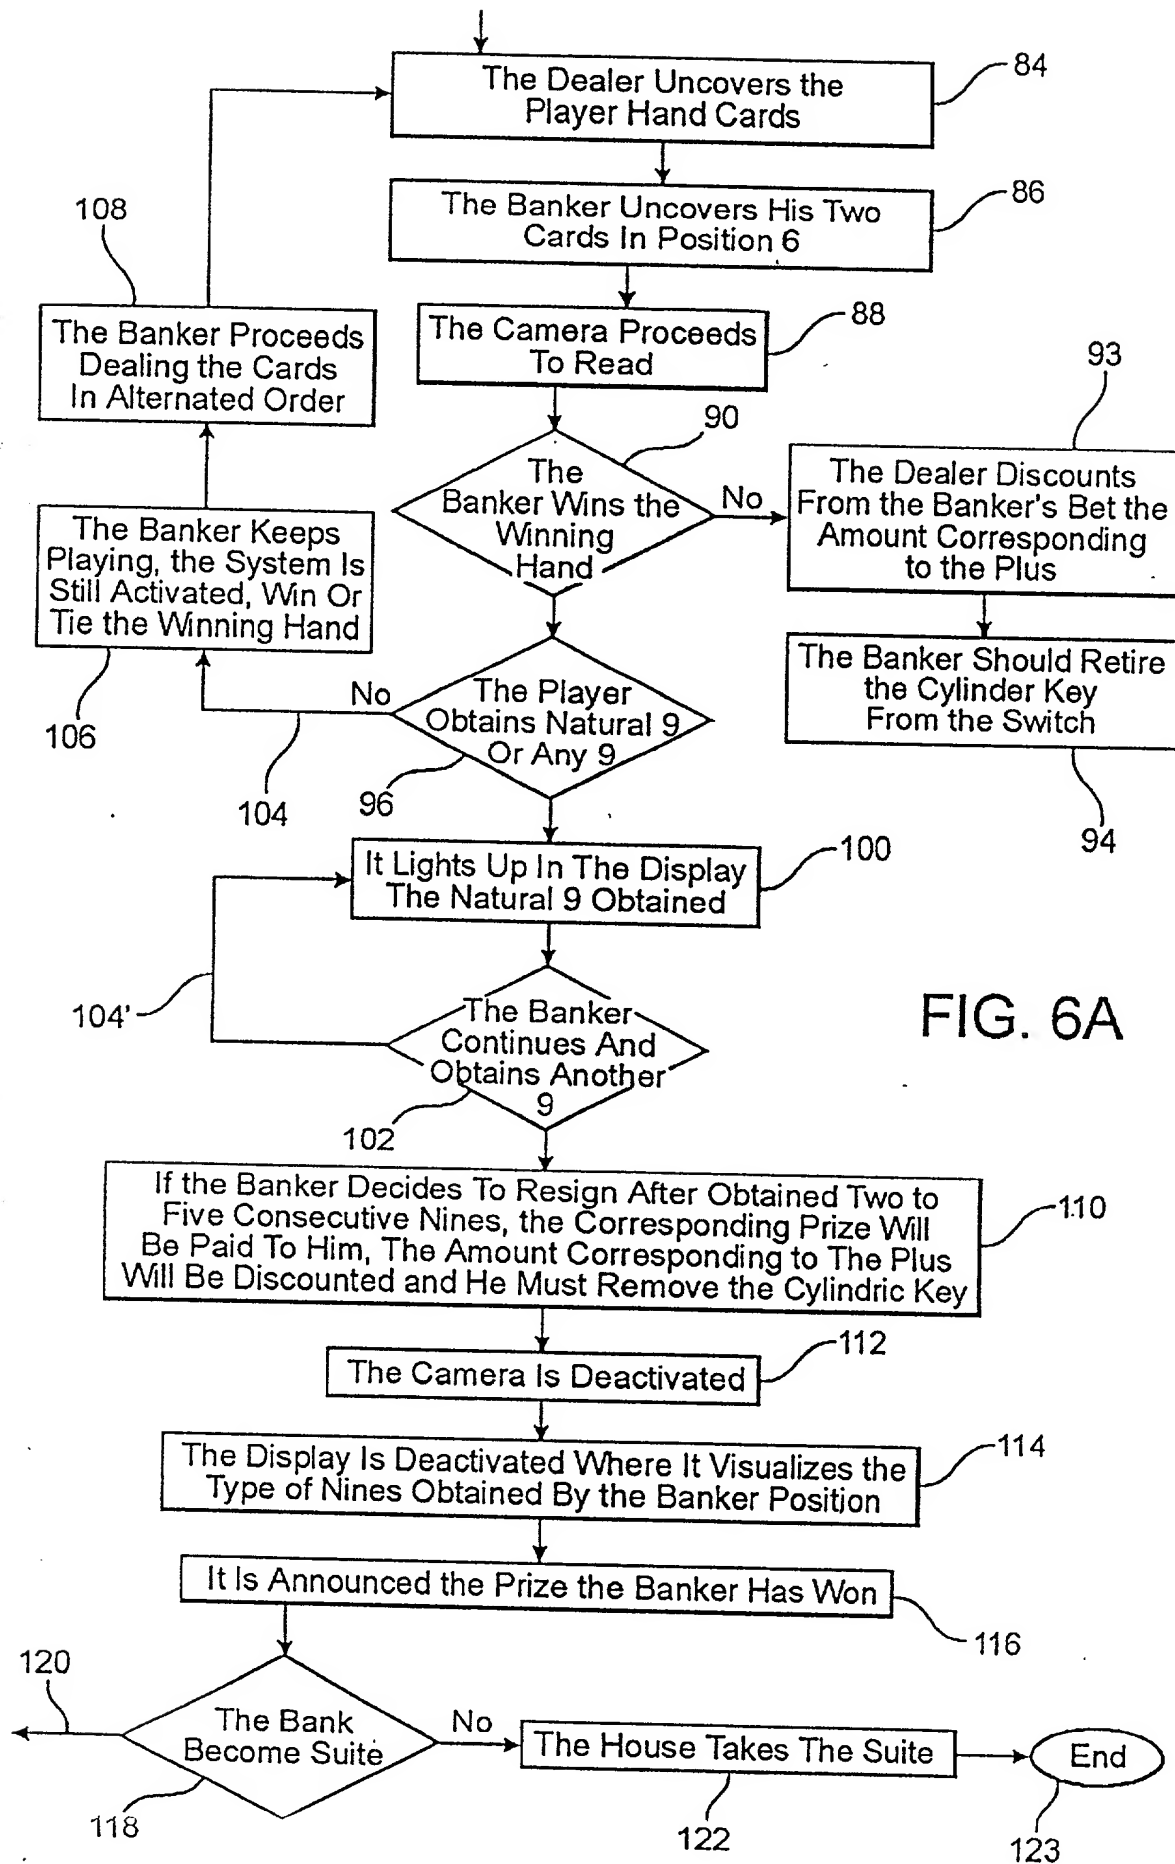 The Dealer Uncovers the
Player Hand Cards
84
The Banker Uncovers His Two
Cards In Position 6
86
108
The Banker Proceeds
Dealing the Cards
In Alternated Order
The Camera Proceeds
To Read
88
90
93
The
Banker Wins the
Winning
Hand
No
The Dealer Discounts
From the Banker's Bet the
Amount Corresponding
to the Plus
The Banker Keeps
Playing, the System Is
Still Activated, Win Or
Tie the Winning Hand
106
No
104
The Player
Obtains Natural 9
Or Any 9
96
The Banker Should Retire
the Cylinder Key
From the Switch
94
It Lights Up In The Display
The Natural 9 Obtained
100
104'
The Banker
Continues And
Obtains Another
9
102
FIG. 6A
If the Banker Decides To Resign After Obtained Two to
Five Consecutive Nines, the Corresponding Prize Will
Be Paid To Him, The Amount Corresponding to The Plus
Will Be Discounted and He Must Remove the Cylindric Key
110
The Camera Is Deactivated
112
The Display Is Deactivated Where It Visualizes the
Type of Nines Obtained By the Banker Position
114
It Is Announced the Prize the Banker Has Won
116
120
The Bank
Become Suite
118
No
The House Takes The Suite
122
End
123